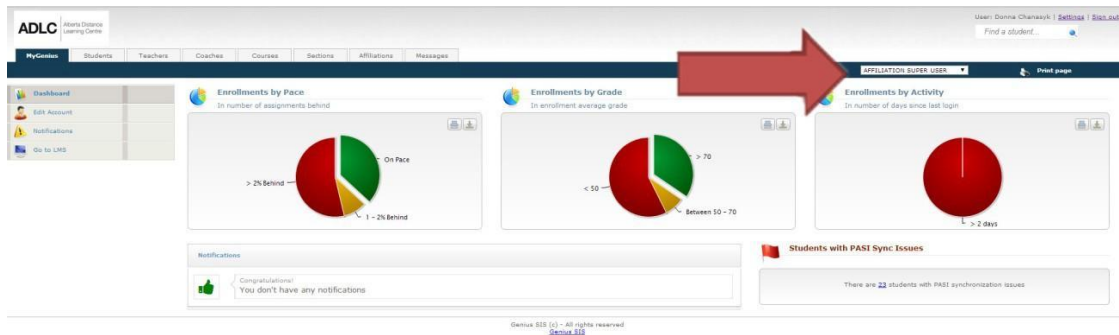 User: Donna Chanasyk | Settings | Sign out
ADLC Alberta Distance
Learning Centre
Find a student...
MyGenius Students Teachers Coaches Courses Sections Affiliations Messages
AFFILIATION SUPER USER Print page
Dashboard
Edit Account
Notifications
Go to LMS
Enrollments by Pace
In number of assignments behind
On Pace
> 2% Behind
1 - 2% Behind
Enrollments by Grade
In enrollment average grade
> 70
< 50
Between 50 - 70
Enrollments by Activity
In number of days since last login
> 2 days
Notifications
Congratulations!
You don't have any notifications
Students with PASI Sync Issues
There are 23 students with PASI synchronization issues
Genius SIS (c) - All rights reserved
Genius SIS